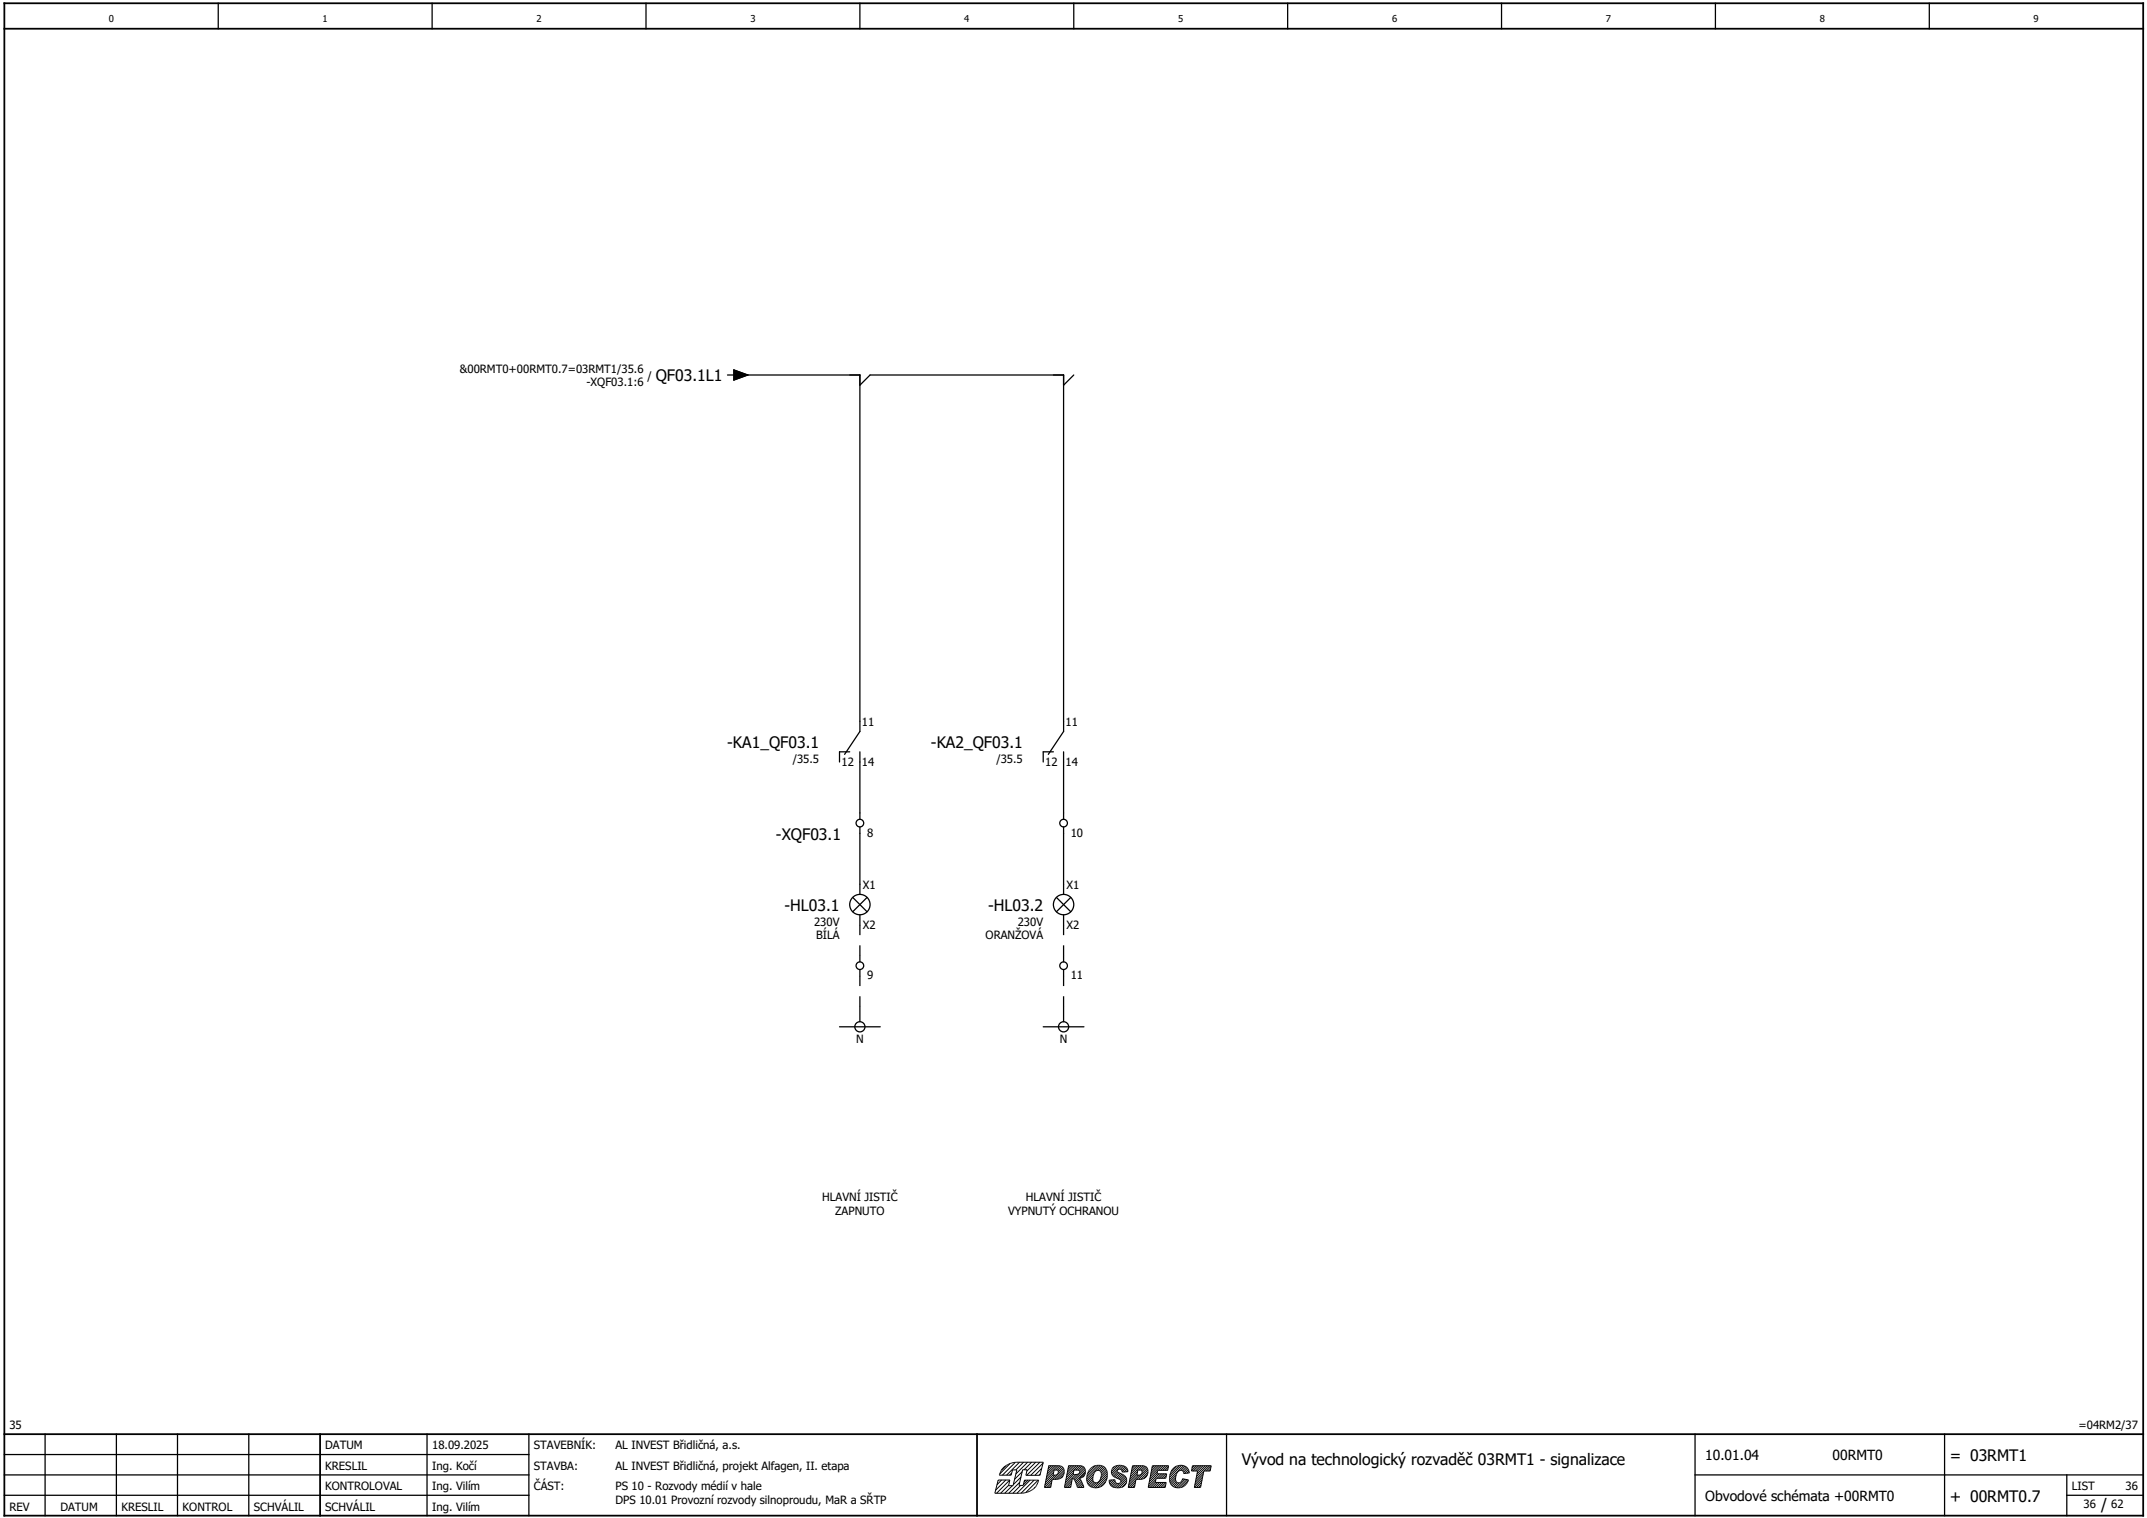 0 1 2 3 4 5 6 7 8 9
&00RMT0+00RMT0.7=03RMT1/35.6
-XQF03.1:6
/ QF03.1L1
11 11
-KA1_QF03.1 -KA2_QF03.1
/35.5 /35.5
12 14 12 14
-XQF03.1 8 10
X1 X1
-HL03.1 -HL03.2
230V X2 230V X2
BÍLÁ ORANŽOVÁ
9 11
N N
HLAVNÍ JISTIČ HLAVNÍ JISTIČ
ZAPNUTO VYPNUTÝ OCHRANOU
35 =04RM2/37
DATUM 18.09.2025 STAVEBNÍK: AL INVEST Břidličná, a.s.
KRESLIL Ing. Kočí STAVBA: AL INVEST Břidličná, projekt Alfagen, II. etapa
KONTROLOVAL Ing. Vilím ČÁST: PS 10 - Rozvody médií v hale
DPS 10.01 Provozní rozvody silnoproudu, MaR a SŘTP
REV DATUM KRESLIL KONTROL SCHVÁLIL SCHVÁLIL Ing. Vilím
PROSPECT
Vývod na technologický rozvaděč 03RMT1 - signalizace
10.01.04 00RMT0 = 03RMT1
Obvodové schémata +00RMT0 + 00RMT0.7 LIST 36
36 / 62